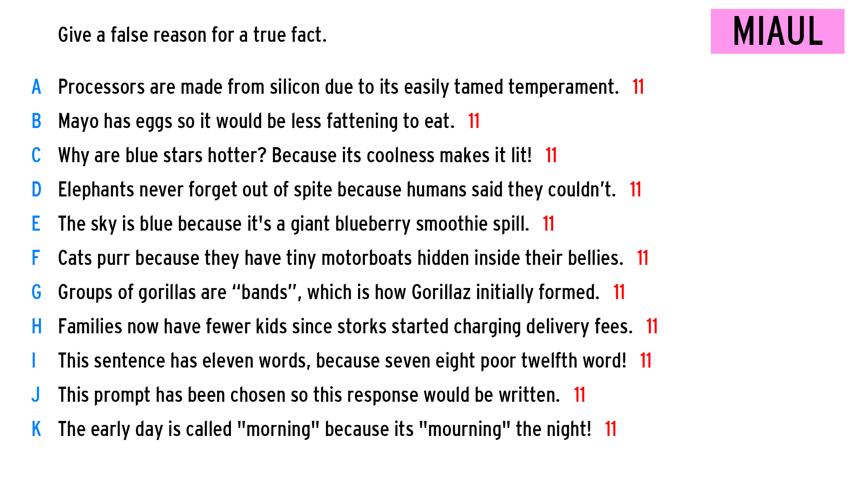 Give a false reason for a true fact.
MIAUL
A Processors are made from silicon due to its easily tamed temperament. 11
B Mayo has eggs so it would be less fattening to eat. 11
C Why are blue stars hotter? Because its coolness makes it lit! 11
D Elephants never forget out of spite because humans said they couldn’t. 11
E The sky is blue because it's a giant blueberry smoothie spill. 11
F Cats purr because they have tiny motorboats hidden inside their bellies. 11
G Groups of gorillas are “bands”, which is how Gorillaz initially formed. 11
H Families now have fewer kids since storks started charging delivery fees. 11
I This sentence has eleven words, because seven eight poor twelfth word! 11
J This prompt has been chosen so this response would be written. 11
K The early day is called "morning" because its "mourning" the night! 11